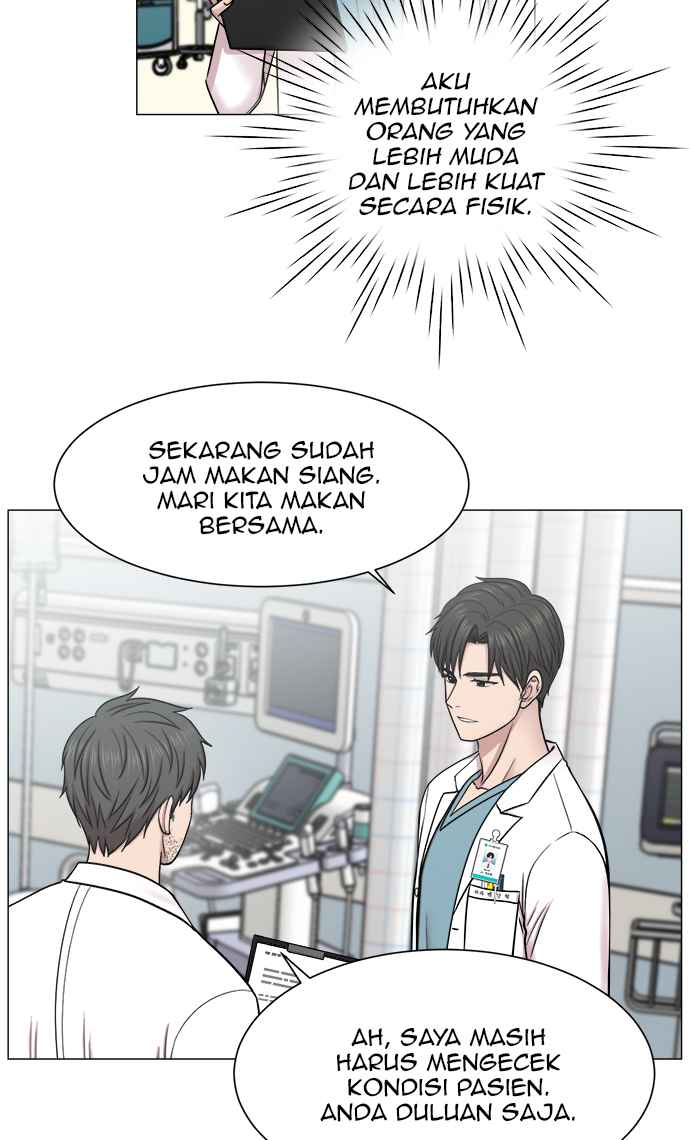 AKU
MEMBUTUHKAN
ORANG YANG
LEBIH MUDA
DAN LEBIH KUAT
SECARA FISIK.
SEKARANG SUDAH
JAM MAKAN SIANG.
MARI KITA MAKAN
BERSAMA.
AH, SAYA MASIH
HARUS MENGECEK
KONDISI PASIEN.
ANDA DULUAN SAJA.